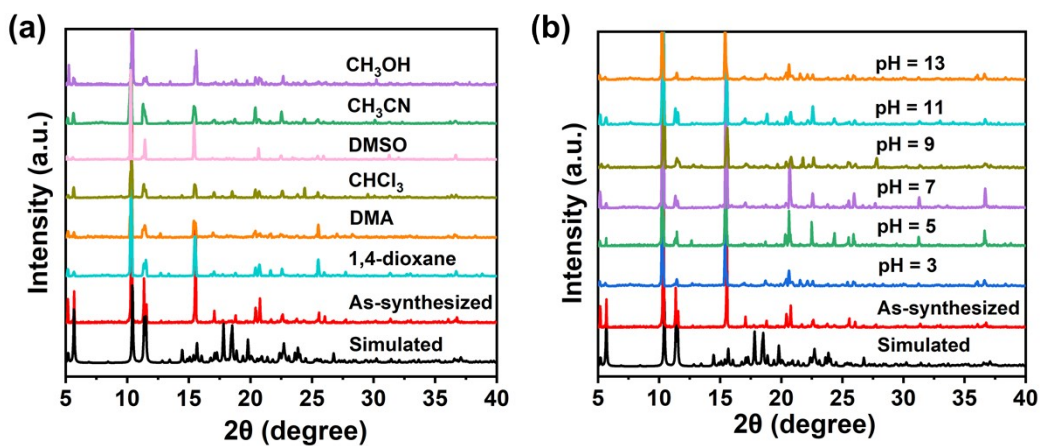 (a)
CH₃OH
CH₃CN
DMSO
CHCl₃
DMA
1,4-dioxane
As-synthesized
Simulated
Intensity (a.u.)
5 10 15 20 25 30 35 40
2θ (degree)
(b)
pH = 13
pH = 11
pH = 9
pH = 7
pH = 5
pH = 3
As-synthesized
Simulated
Intensity (a.u.)
5 10 15 20 25 30 35 40
2θ (degree)